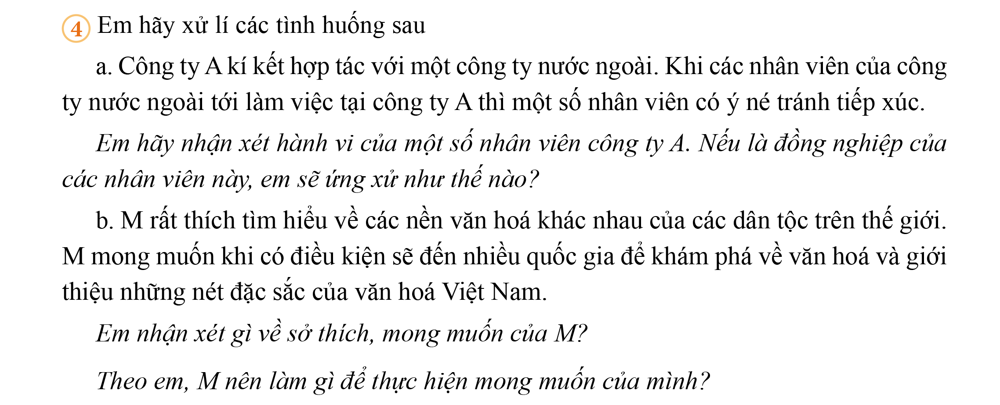 4 Em hãy xử lí các tình huống sau
a. Công ty A kí kết hợp tác với một công ty nước ngoài. Khi các nhân viên của công
ty nước ngoài tới làm việc tại công ty A thì một số nhân viên có ý né tránh tiếp xúc.
Em hãy nhận xét hành vi của một số nhân viên công ty A. Nếu là đồng nghiệp của
các nhân viên này, em sẽ ứng xử như thế nào?
b. M rất thích tìm hiểu về các nền văn hoá khác nhau của các dân tộc trên thế giới.
M mong muốn khi có điều kiện sẽ đến nhiều quốc gia để khám phá về văn hoá và giới
thiệu những nét đặc sắc của văn hoá Việt Nam.
Em nhận xét gì về sở thích, mong muốn của M?
Theo em, M nên làm gì để thực hiện mong muốn của mình?